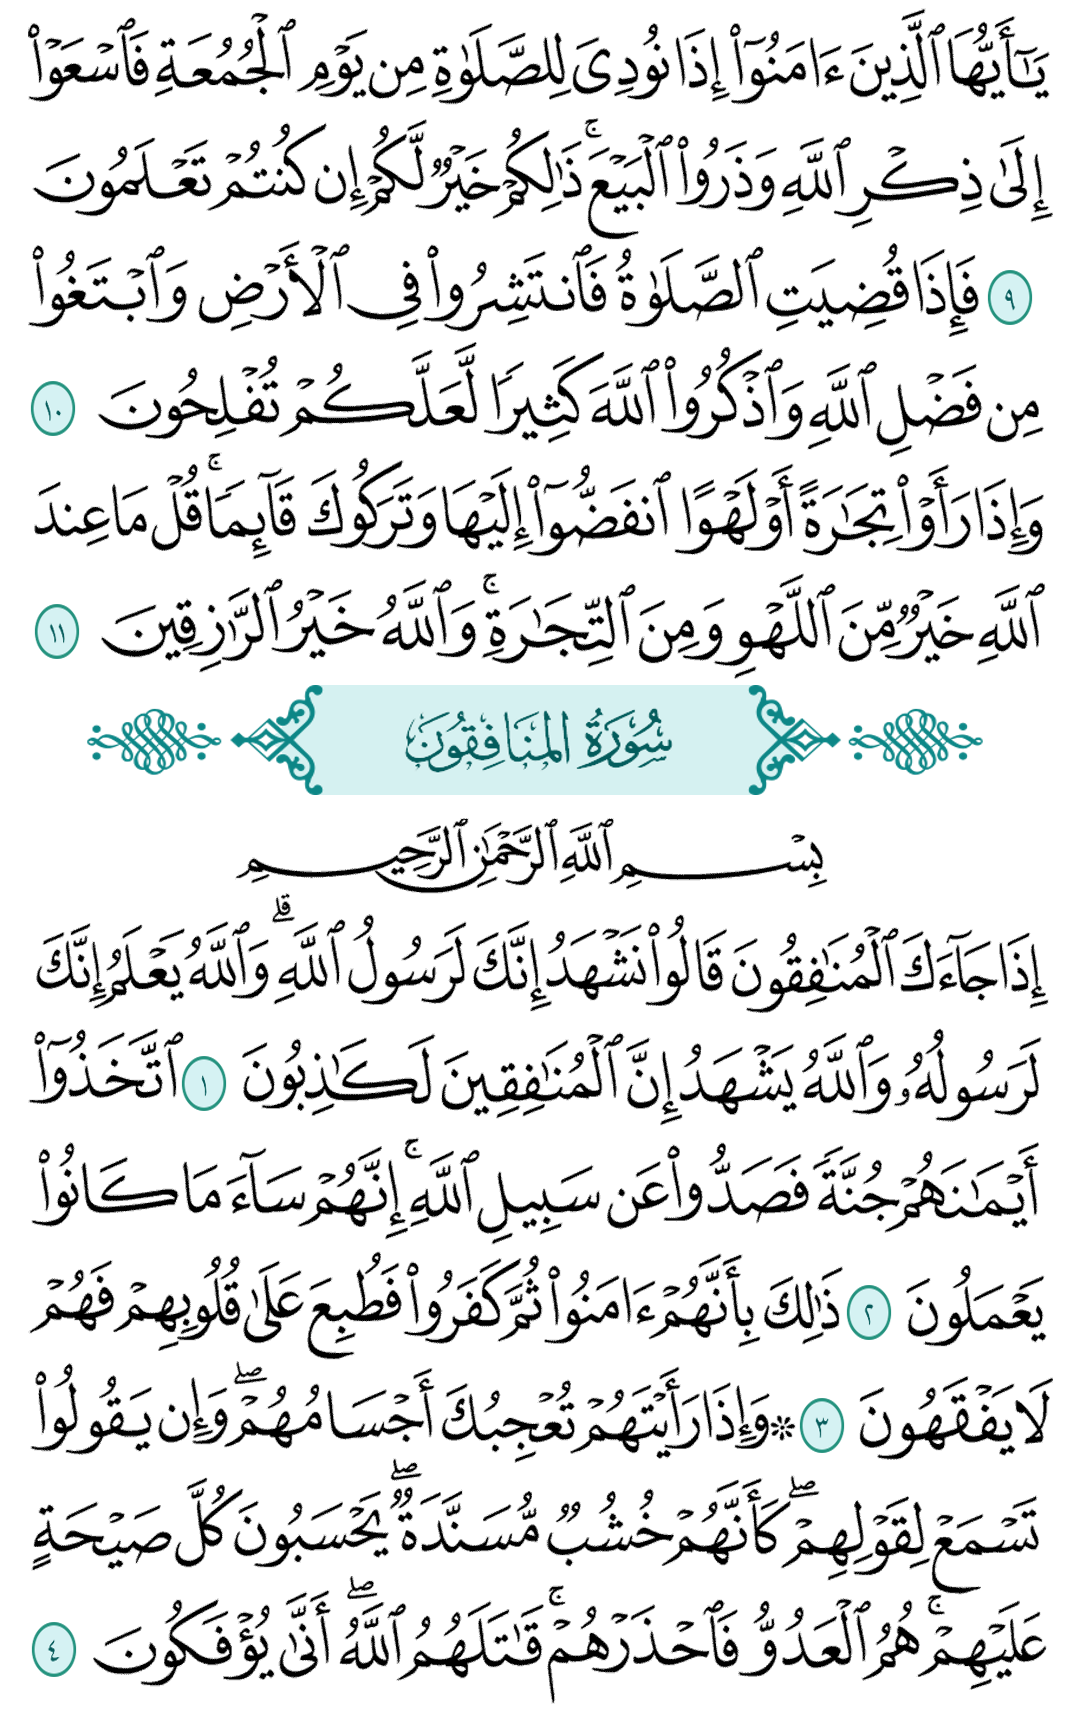 يَـٰٓأَيُّهَا ٱلَّذِينَ ءَامَنُوٓا۟ إِذَا نُودِىَ لِلصَّلَوٰةِ مِن يَوْمِ ٱلْجُمُعَةِ فَٱسْعَوْا۟
إِلَىٰ ذِكْرِ ٱللَّهِ وَذَرُوا۟ ٱلْبَيْعَ ۚ ذَٰلِكُمْ خَيْرٌ لَّكُمْ إِن كُنتُمْ تَعْلَمُونَ
٩ فَإِذَا قُضِيَتِ ٱلصَّلَوٰةُ فَٱنتَشِرُوا۟ فِى ٱلْأَرْضِ وَٱبْتَغُوا۟
مِن فَضْلِ ٱللَّهِ وَٱذْكُرُوا۟ ٱللَّهَ كَثِيرًا لَّعَلَّكُمْ تُفْلِحُونَ ١٠
وَإِذَا رَأَوْا۟ تِجَـٰرَةً أَوْ لَهْوًا ٱنفَضُّوٓا۟ إِلَيْهَا وَتَرَكُوكَ قَآئِمًا ۚ قُلْ مَا عِندَ
ٱللَّهِ خَيْرٌ مِّنَ ٱللَّهْوِ وَمِنَ ٱلتِّجَـٰرَةِ ۚ وَٱللَّهُ خَيْرُ ٱلرَّٰزِقِينَ ١١
سُورَةُ المنَافِقُونَ
بِسْمِ ٱللَّهِ ٱلرَّحْمَـٰنِ ٱلرَّحِيمِ
إِذَا جَآءَكَ ٱلْمُنَـٰفِقُونَ قَالُوا۟ نَشْهَدُ إِنَّكَ لَرَسُولُ ٱللَّهِ ۗ وَٱللَّهُ يَعْلَمُ إِنَّكَ
لَرَسُولُهُۥ وَٱللَّهُ يَشْهَدُ إِنَّ ٱلْمُنَـٰفِقِينَ لَكَـٰذِبُونَ ١ ٱتَّخَذُوٓا۟
أَيْمَـٰنَهُمْ جُنَّةً فَصَدُّوا۟ عَن سَبِيلِ ٱللَّهِ ۚ إِنَّهُمْ سَآءَ مَا كَانُوا۟
يَعْمَلُونَ ٢ ذَٰلِكَ بِأَنَّهُمْ ءَامَنُوا۟ ثُمَّ كَفَرُوا۟ فَطُبِعَ عَلَىٰ قُلُوبِهِمْ فَهُمْ
لَا يَفْقَهُونَ ٣ ۞ وَإِذَا رَأَيْتَهُمْ تُعْجِبُكَ أَجْسَامُهُمْ ۖ وَإِن يَقُولُوا۟
تَسْمَعْ لِقَوْلِهِمْ ۖ كَأَنَّهُمْ خُشُبٌ مُّسَنَّدَةٌ ۖ يَحْسَبُونَ كُلَّ صَيْحَةٍ
عَلَيْهِمْ ۚ هُمُ ٱلْعَدُوُّ فَٱحْذَرْهُمْ ۚ قَـٰتَلَهُمُ ٱللَّهُ ۖ أَنَّىٰ يُؤْفَكُونَ ٤